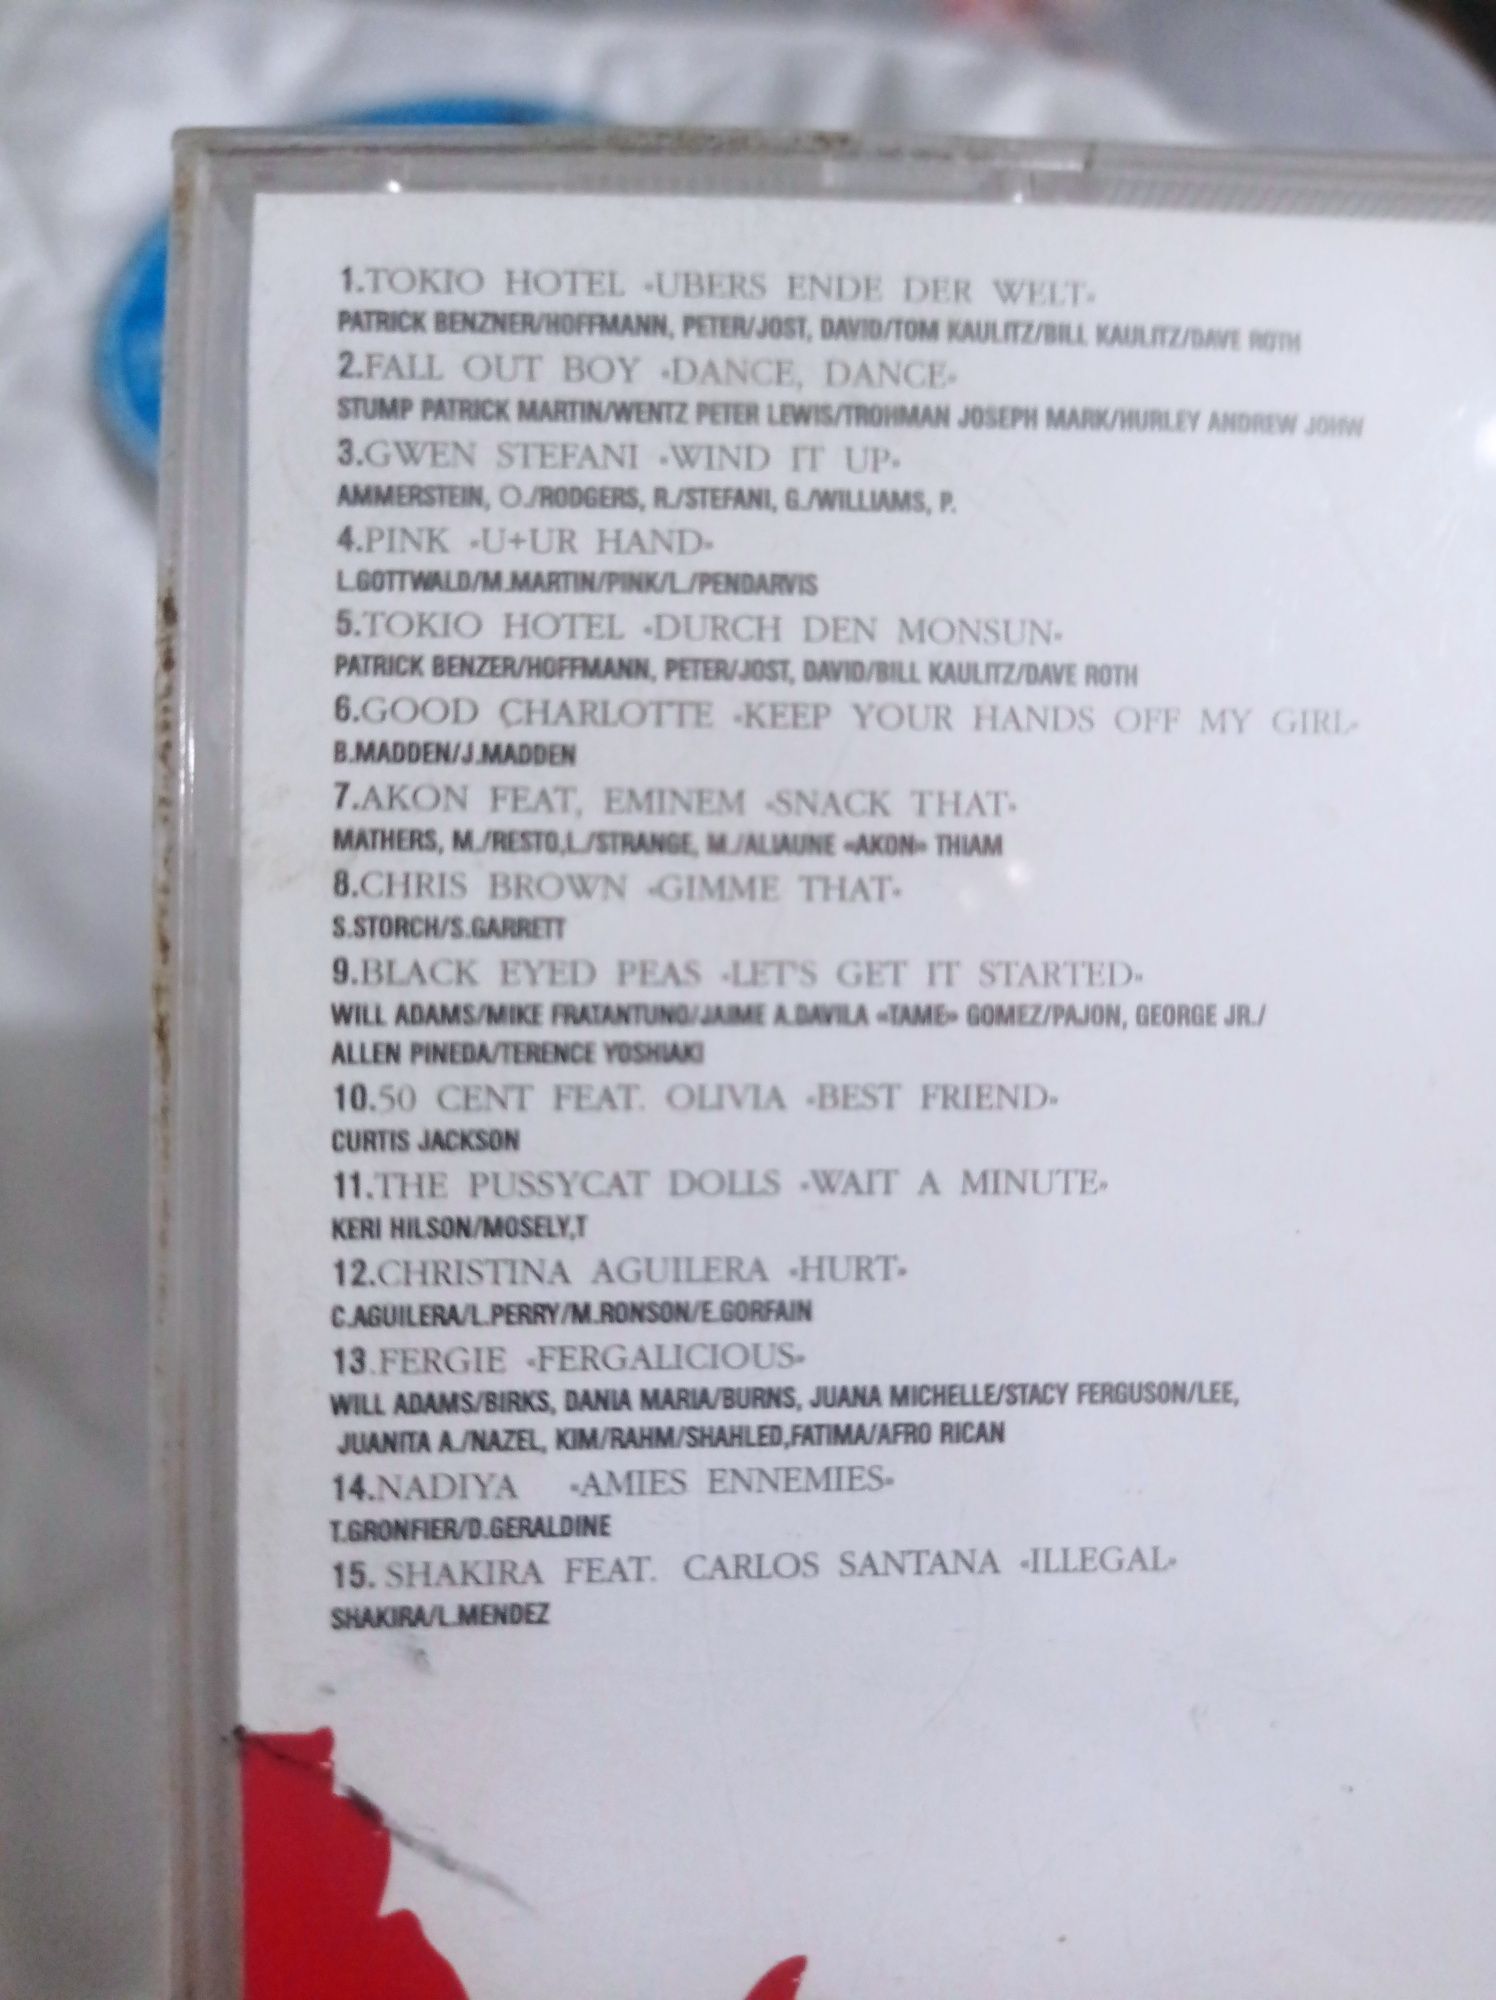 1.TOKIO HOTEL «UBERS ENDE DER WELT»
PATRICK BENZNER/HOFFMANN, PETER/JOST, DAVID/TOM KAULITZ/BILL KAULITZ/DAVE ROTH
2.FALL OUT BOY «DANCE, DANCE»
STUMP PATRICK MARTIN/WENTZ PETER LEWIS/TROHMAN JOSEPH MARK/HURLEY ANDREW JOHW
3.GWEN STEFANI «WIND IT UP»
AMMERSTEIN, O./RODGERS, R./STEFANI, G./WILLIAMS, P.
4.PINK «U+UR HAND»
L.GOTTWALD/M.MARTIN/PINK/L./PENDARVIS
5.TOKIO HOTEL «DURCH DEN MONSUN»
PATRICK BENZER/HOFFMANN, PETER/JOST, DAVID/BILL KAULITZ/DAVE ROTH
6.GOOD CHARLOTTE «KEEP YOUR HANDS OFF MY GIRL»
B.MADDEN/J.MADDEN
7.AKON FEAT, EMINEM «SNACK THAT»
MATHERS, M./RESTO,L./STRANGE, M./ALIAUNE «AKON» THIAM
8.CHRIS BROWN «GIMME THAT»
S.STORCH/S.GARRETT
9.BLACK EYED PEAS «LET'S GET IT STARTED»
WILL ADAMS/MIKE FRATANTUNO/JAIME A.DAVILA «TAME» GOMEZ/PAJON, GEORGE JR./
ALLEN PINEDA/TERENCE YOSHIAKI
10.50 CENT FEAT. OLIVIA «BEST FRIEND»
CURTIS JACKSON
11.THE PUSSYCAT DOLLS «WAIT A MINUTE»
KERI HILSON/MOSELY,T
12.CHRISTINA AGUILERA «HURT»
C.AGUILERA/L.PERRY/M.RONSON/E.GORFAIN
13.FERGIE «FERGALICIOUS»
WILL ADAMS/BIRKS, DANIA MARIA/BURNS, JUANA MICHELLE/STACY FERGUSON/LEE,
JUANITA A./NAZEL, KIM/RAHM/SHAHLED,FATIMA/AFRO RICAN
14.NADIYA «AMIES ENNEMIES»
T.GRONFIER/D.GERALDINE
15. SHAKIRA FEAT. CARLOS SANTANA «ILLEGAL»
SHAKIRA/L.MENDEZ